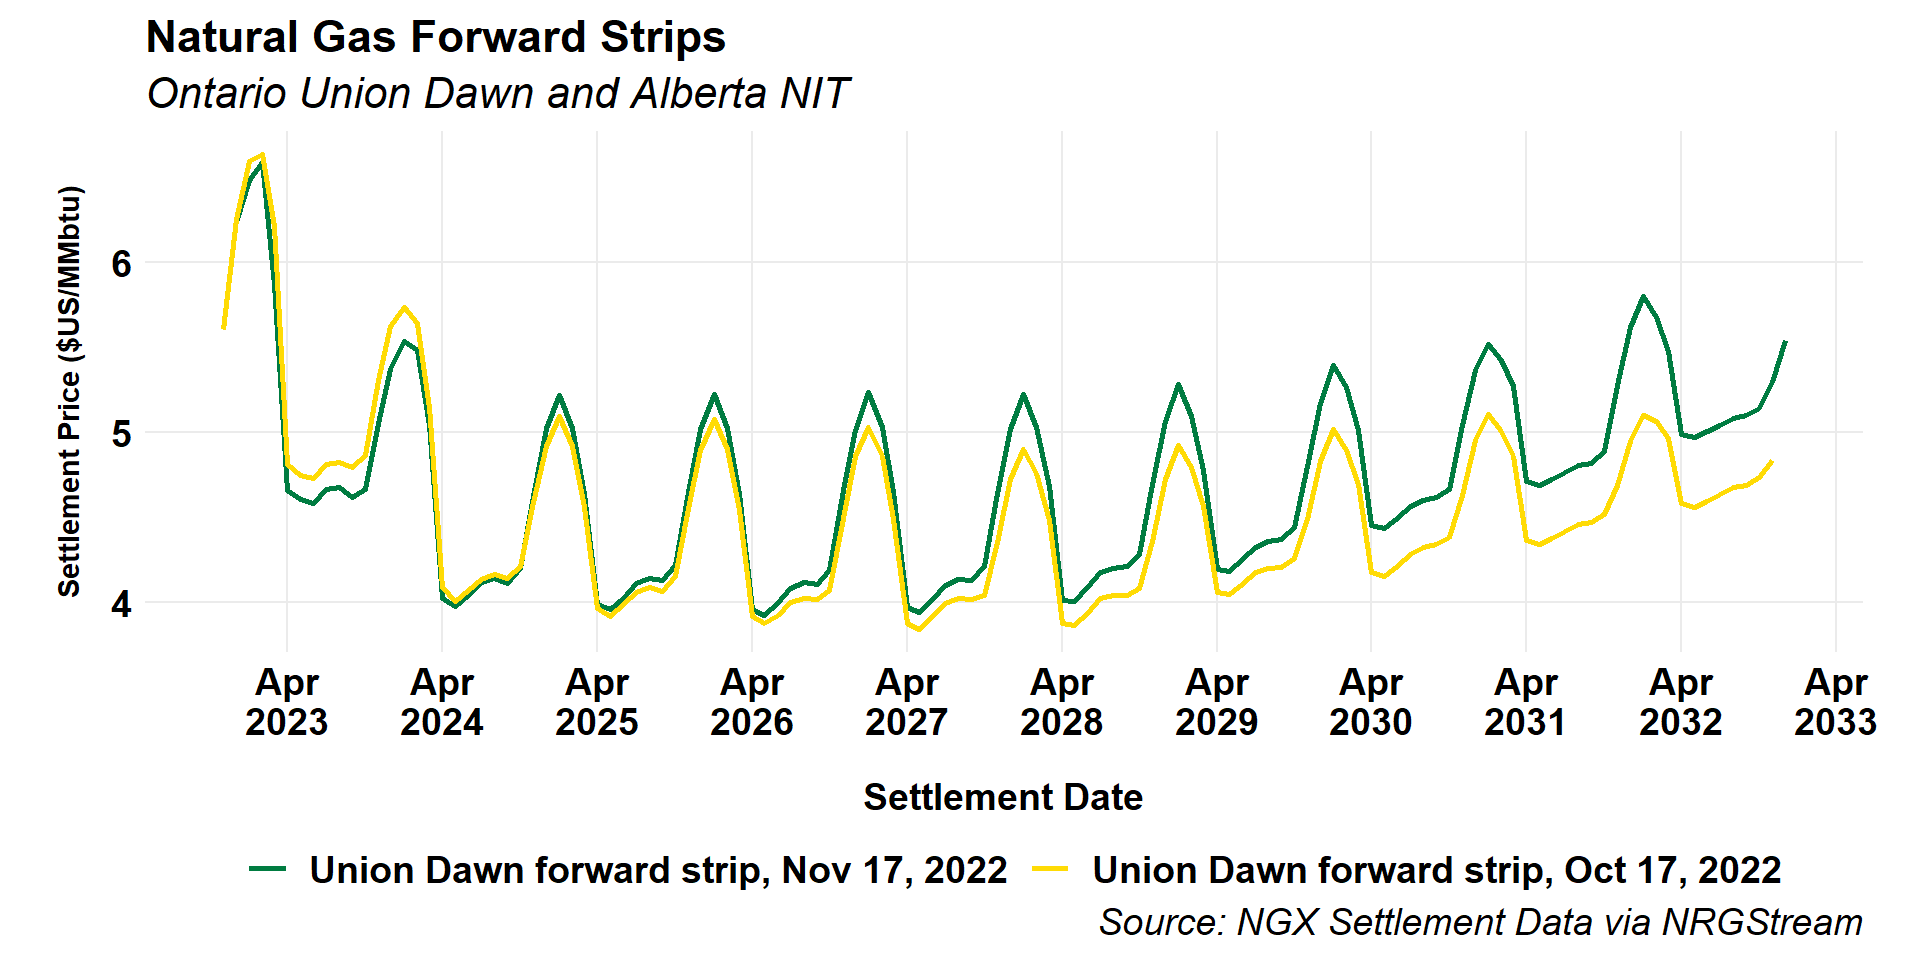 Natural Gas Forward Strips
Ontario Union Dawn and Alberta NIT
Settlement Price ($US/MMbtu)
6
5
4
Apr 2023
Apr 2024
Apr 2025
Apr 2026
Apr 2027
Apr 2028
Apr 2029
Apr 2030
Apr 2031
Apr 2032
Apr 2033
Settlement Date
Union Dawn forward strip, Nov 17, 2022
Union Dawn forward strip, Oct 17, 2022
Source: NGX Settlement Data via NRGStream